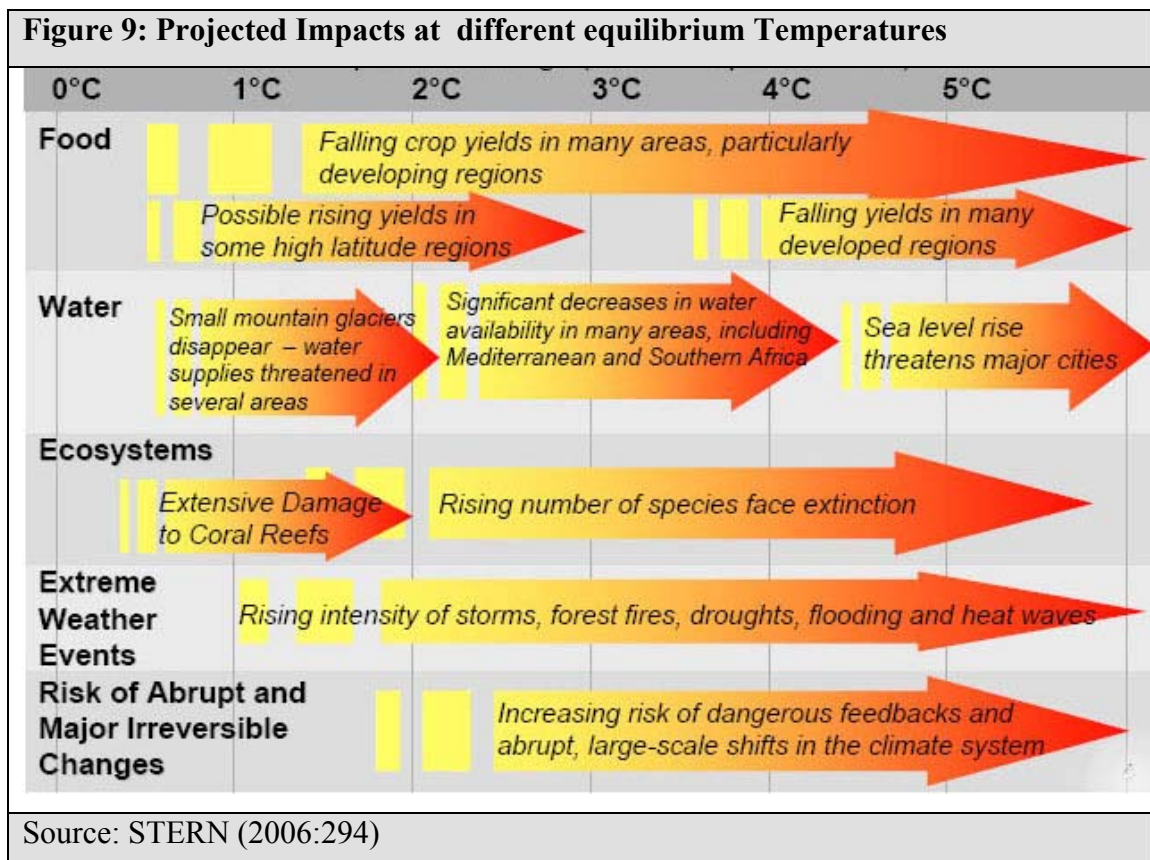 Figure 9: Projected Impacts at different equilibrium Temperatures
0°C 1°C 2°C 3°C 4°C 5°C
Food
Falling crop yields in many areas, particularly
developing regions
Possible rising yields in
some high latitude regions
Falling yields in many
developed regions
Water
Small mountain glaciers
disappear – water
supplies threatened in
several areas
Significant decreases in water
availability in many areas, including
Mediterranean and Southern Africa
Sea level rise
threatens major cities
Ecosystems
Extensive Damage
to Coral Reefs
Rising number of species face extinction
Extreme
Weather
Events
Rising intensity of storms, forest fires, droughts, flooding and heat waves
Risk of Abrupt and
Major Irreversible
Changes
Increasing risk of dangerous feedbacks and
abrupt, large-scale shifts in the climate system
Source: STERN (2006:294)